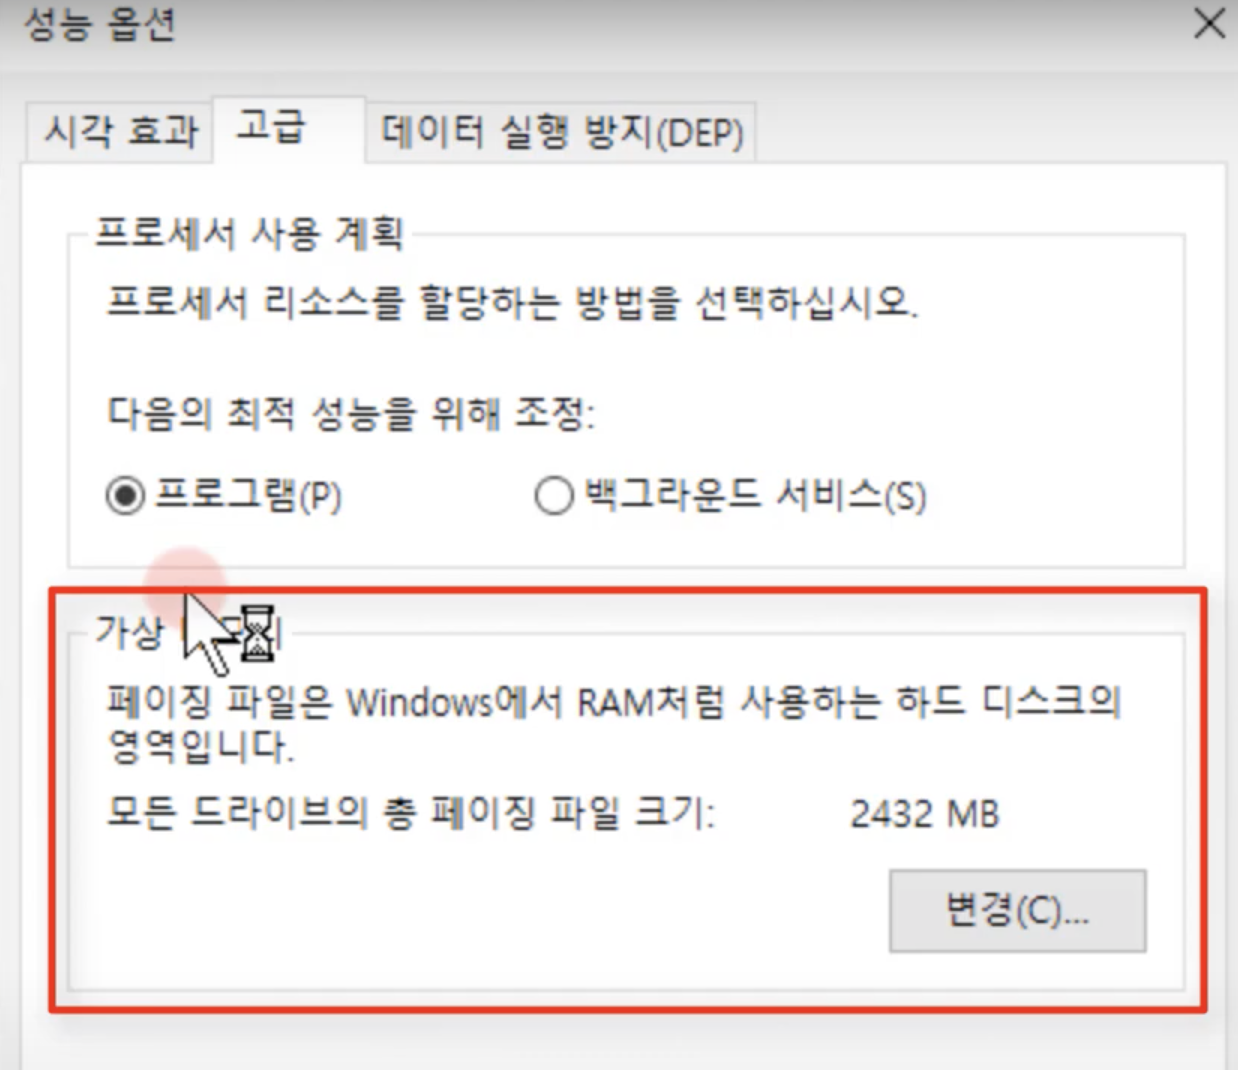 성능 옵션
시각 효과
고급
데이터 실행 방지(DEP)
프로세서 사용 계획
프로세서 리소스를 할당하는 방법을 선택하십시오.
다음의 최적 성능을 위해 조정:
프로그램(P)
백그라운드 서비스(S)
가상
페이징 파일은 Windows에서 RAM처럼 사용하는 하드 디스크의
영역입니다.
모든 드라이브의 총 페이징 파일 크기: 2432 MB
변경(C)...